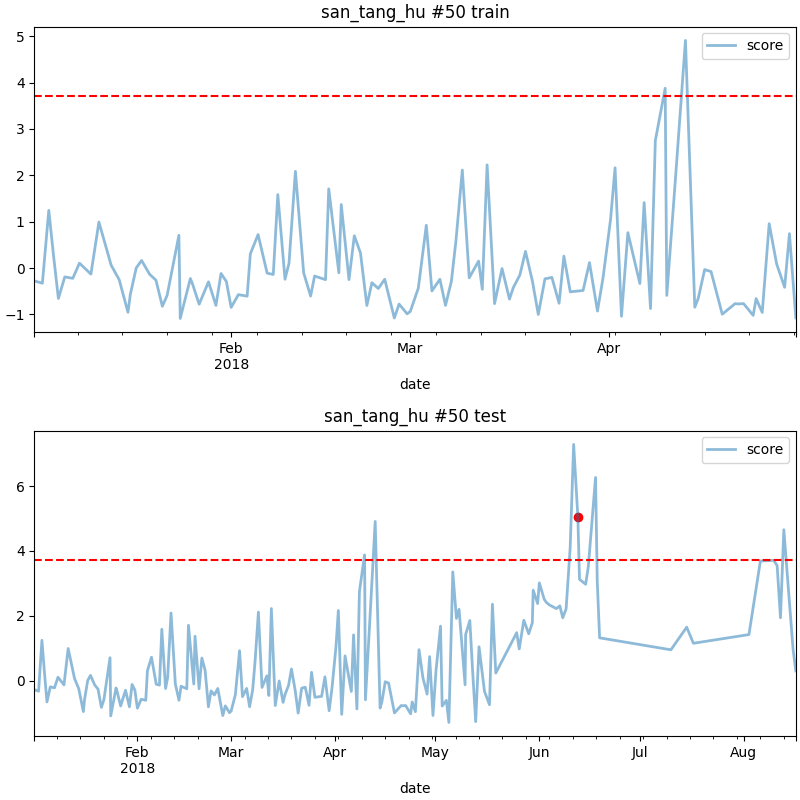 san_tang_hu #50 train
score
5
4
3
2
1
0
−1
Feb
2018
Mar
Apr
date
san_tang_hu #50 test
score
6
4
2
0
Feb
2018
Mar
Apr
May
Jun
Jul
Aug
date